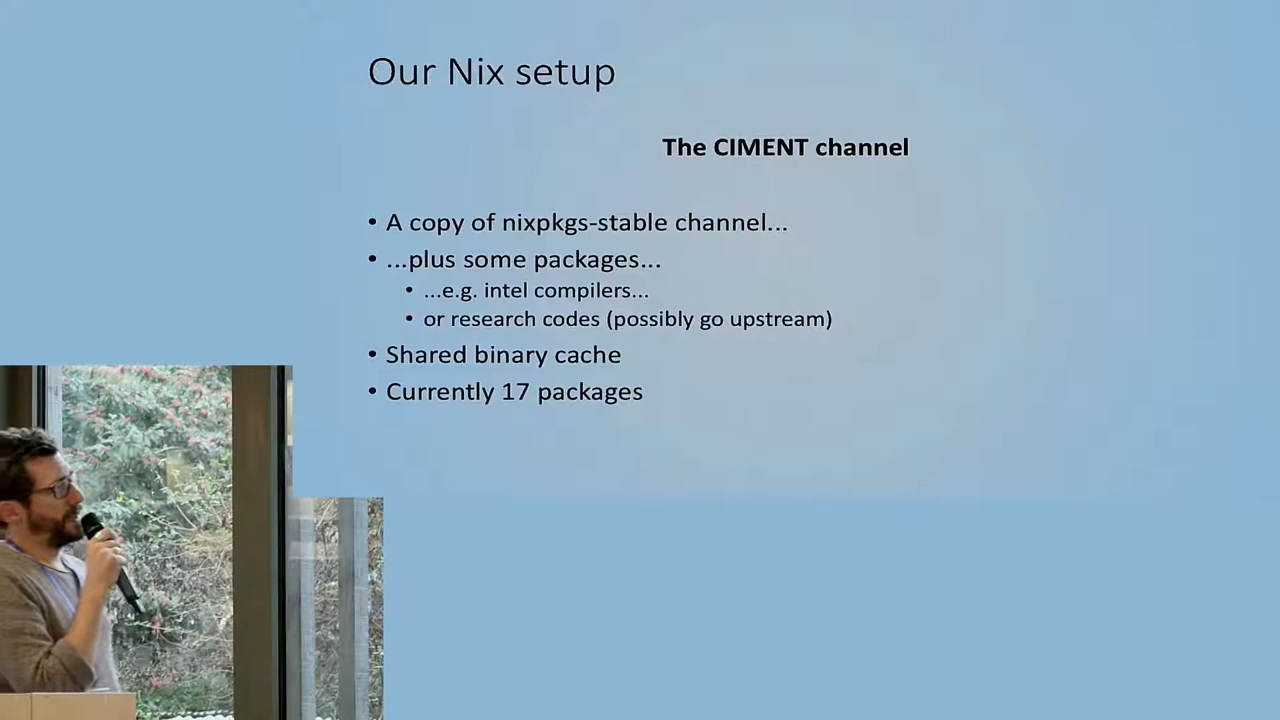 Our Nix setup
The CIMENT channel
• A copy of nixpkgs-stable channel...
• ...plus some packages...
• ...e.g. intel compilers...
• or research codes (possibly go upstream)
• Shared binary cache
• Currently 17 packages